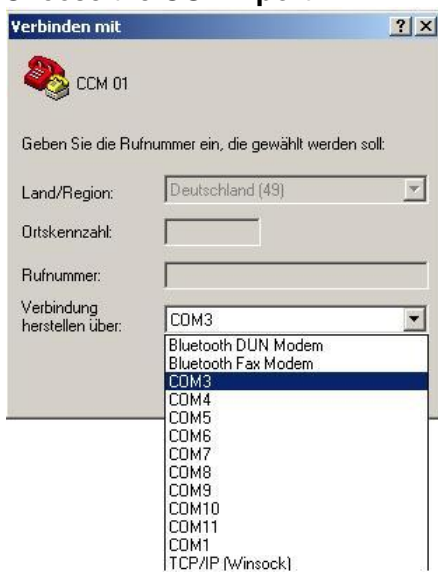 Verbinden mit
CCM 01
Geben Sie die Rufnummer ein, die gewählt werden soll:
Land/Region: Deutschland (49)
Ortskennzahl:
Rufnummer:
Verbindung
herstellen über: COM3
Bluetooth DUN Modem
Bluetooth Fax Modem
COM3
COM4
COM5
COM6
COM7
COM8
COM9
COM10
COM11
COM1
TCP/IP (Winsock)